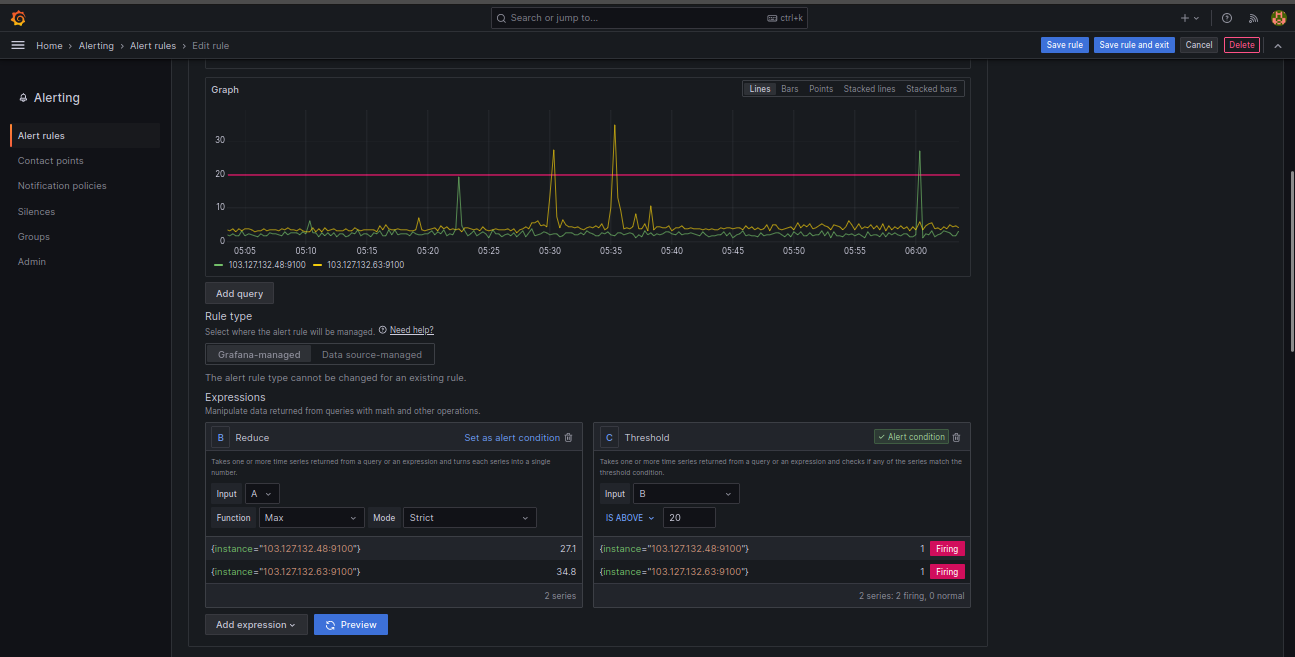 Search or jump to...
ctrl+k
Home › Alerting › Alert rules › Edit rule
Save rule
Save rule and exit
Cancel
Delete
Alerting
Alert rules
Contact points
Notification policies
Silences
Groups
Admin
Graph
Lines
Bars
Points
Stacked lines
Stacked bars
30
20
10
0
05:05
05:10
05:15
05:20
05:25
05:30
05:35
05:40
05:45
05:50
05:55
06:00
103.127.132.48:9100
103.127.132.63:9100
Add query
Rule type
Select where the alert rule will be managed. Need help?
Grafana-managed
Data source-managed
The alert rule type cannot be changed for an existing rule.
Expressions
Manipulate data returned from queries with math and other operations.
B Reduce
Set as alert condition
Takes one or more time series returned from a query or an expression and turns each series into a single
number.
Input A
Function Max
Mode Strict
{instance="103.127.132.48:9100"} 27.1
{instance="103.127.132.63:9100"} 34.8
2 series
C Threshold
Alert condition
Takes one or more time series returned from a query or an expression and checks if any of the series match the
threshold condition.
Input B
IS ABOVE 20
{instance="103.127.132.48:9100"} 1 Firing
{instance="103.127.132.63:9100"} 1 Firing
2 series: 2 firing, 0 normal
Add expression
Preview